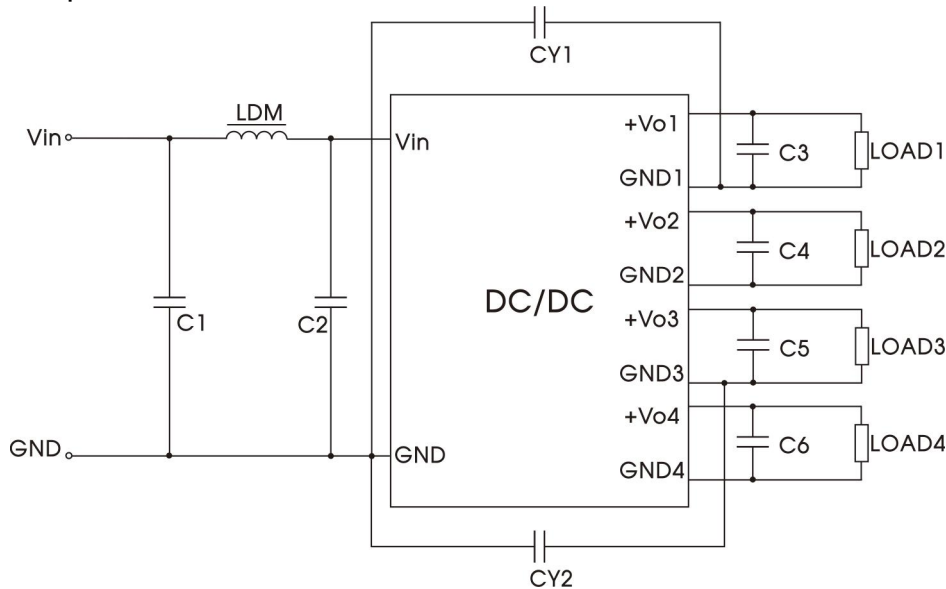 CY1
LDM
Vin
Vin
+Vo1
C3
LOAD1
GND1
+Vo2
C4
LOAD2
GND2
DC/DC
C1
C2
+Vo3
C5
LOAD3
GND3
+Vo4
GND
GND
C6
LOAD4
GND4
CY2